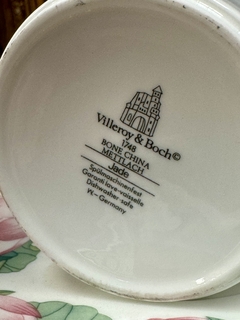 Villeroy & Boch©
1748
BONE CHINA
METTLACH
Jade
Spülmaschinenfest
Garanti lave-vaisselle
Dishwasher-safe
W.-Germany